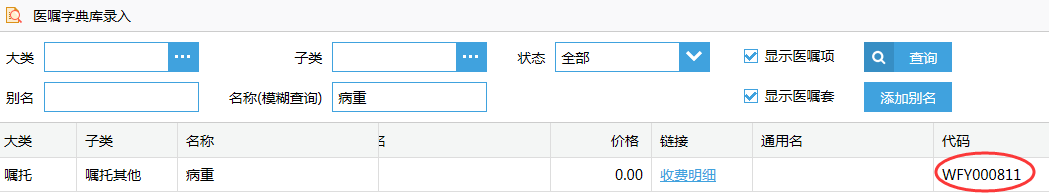 医嘱字典库录入
大类 ... 子类 ... 状态 全部 显示医嘱项 查询
别名 名称(模糊查询) 病重 显示医嘱套 添加别名
大类 子类 名称 价格 链接 通用名 代码
嘱托 嘱托其他 病重 0.00 收费明细 WFY000811